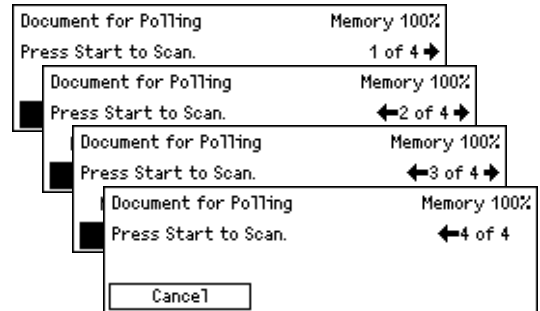 Document for Polling Memory 100%
Press Start to Scan. 1 of 4
Document for Polling Memory 100%
Press Start to Scan. 2 of 4
Document for Polling Memory 100%
Press Start to Scan. 3 of 4
Document for Polling Memory 100%
Press Start to Scan. 4 of 4
Cancel